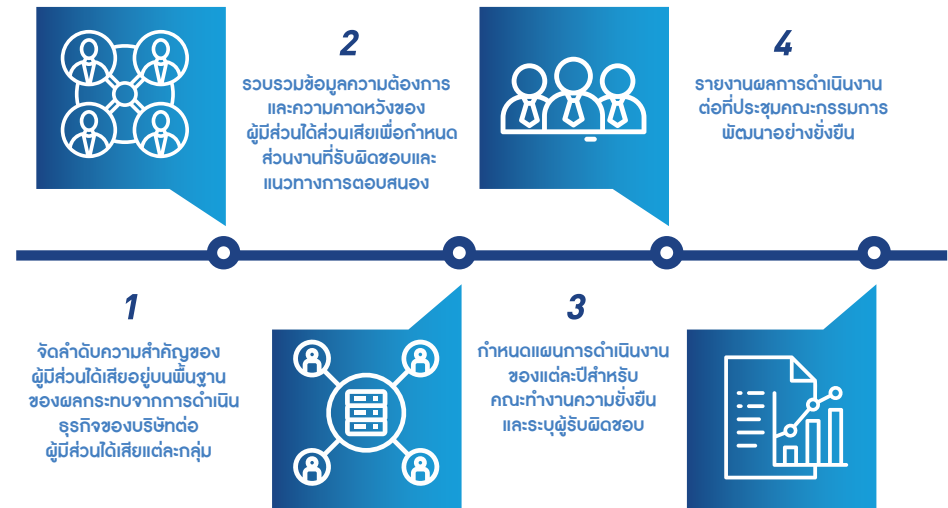 1
จัดลำดับความสำคัญของ
ผู้มีส่วนได้เสียอยู่บนพื้นฐาน
ของผลกระทบจากการดำเนิน
ธุรกิจของบริษัทต่อ
ผู้มีส่วนได้เสียแต่ละกลุ่ม
2
รวบรวมข้อมูลความต้องการ
และความคาดหวังของ
ผู้มีส่วนได้ส่วนเสียเพื่อกำหนด
ส่วนงานที่รับผิดชอบและ
แนวทางการตอบสนอง
3
กำหนดแผนการดำเนินงาน
ของแต่ละปีสำหรับ
คณะทำงานความยั่งยืน
และระบุผู้รับผิดชอบ
4
รายงานผลการดำเนินงาน
ต่อที่ประชุมคณะกรรมการ
พัฒนาอย่างยั่งยืน